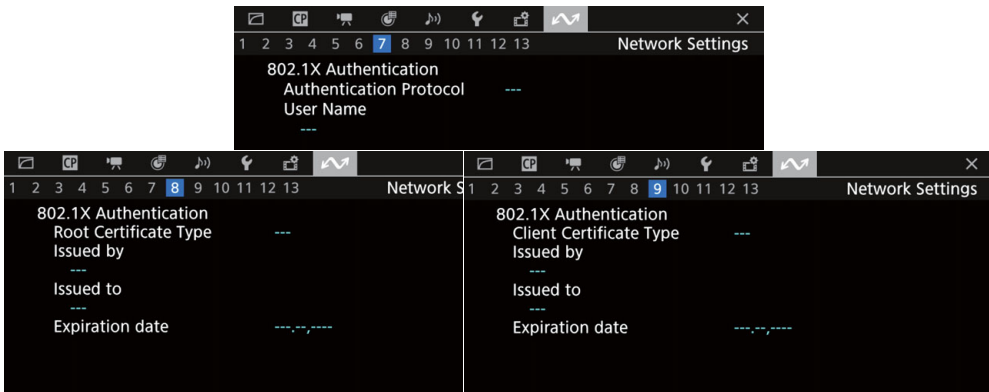 CP
1 2 3 4 5 6 7 8 9 10 11 12 13 Network Settings
802.1X Authentication
Authentication Protocol ---
User Name
---
CP
1 2 3 4 5 6 7 8 9 10 11 12 13 Network S
802.1X Authentication
Root Certificate Type ---
Issued by
---
Issued to
---
Expiration date ---.--,----
CP
1 2 3 4 5 6 7 8 9 10 11 12 13 Network Settings
802.1X Authentication
Client Certificate Type ---
Issued by
---
Issued to
---
Expiration date ---.--,----